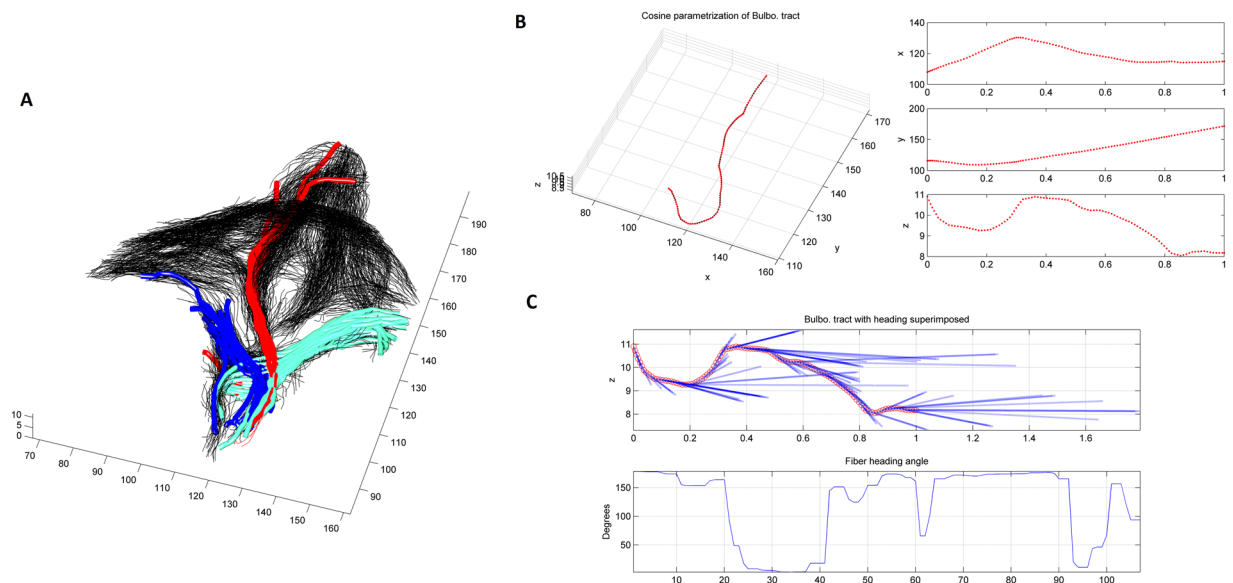 A
190
180
170
160
150
140
130
120
110
100
90
10
5
0
70 80 90 100 110 120 130 140 150 160
B
Cosine parametrization of Bulbo. tract
z
80 100 120 140 160
x
110 120 130 140 150 160 170
y
140
120
100
x
0 0.2 0.4 0.6 0.8 1
200
150
100
y
0 0.2 0.4 0.6 0.8 1
11
10
9
8
z
0 0.2 0.4 0.6 0.8 1
C
Bulbo. tract with heading superimposed
11
10
9
8
z
0 0.2 0.4 0.6 0.8 1 1.2 1.4 1.6
Fiber heading angle
150
100
50
Degrees
10 20 30 40 50 60 70 80 90 100